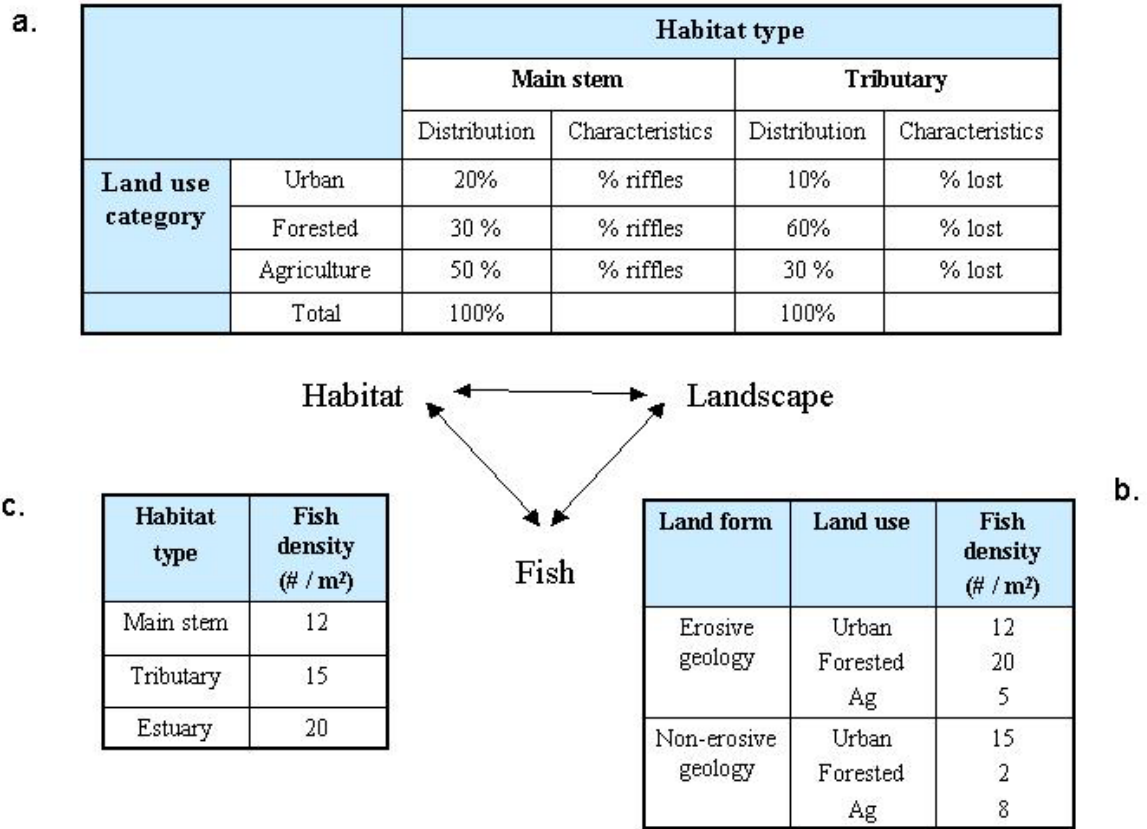 a.
Habitat type
Main stem Tributary
Distribution Characteristics Distribution Characteristics
Land use category Urban 20% % riffles 10% % lost
Forested 30 % % riffles 60% % lost
Agriculture 50 % % riffles 30 % % lost
Total 100% 100%
Habitat Landscape
Fish
c.
Habitat type Fish density (# / m²)
Main stem 12
Tributary 15
Estuary 20
b.
Land form Land use Fish density (# / m²)
Erosive geology Urban 12
Forested 20
Ag 5
Non-erosive geology Urban 15
Forested 2
Ag 8